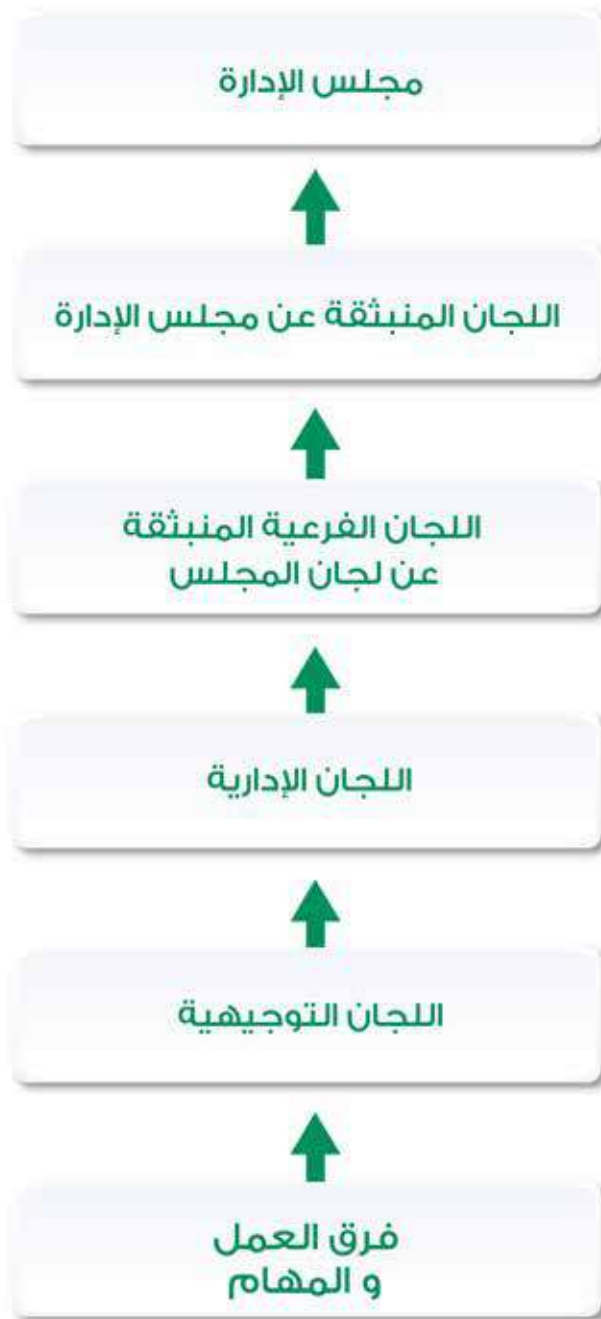 مجلس الإدارة
اللجان المنبثقة عن مجلس الإدارة
اللجان الفرعية المنبثقة
عن لجان المجلس
اللجان الإدارية
اللجان التوجيهية
فرق العمل
و المهام